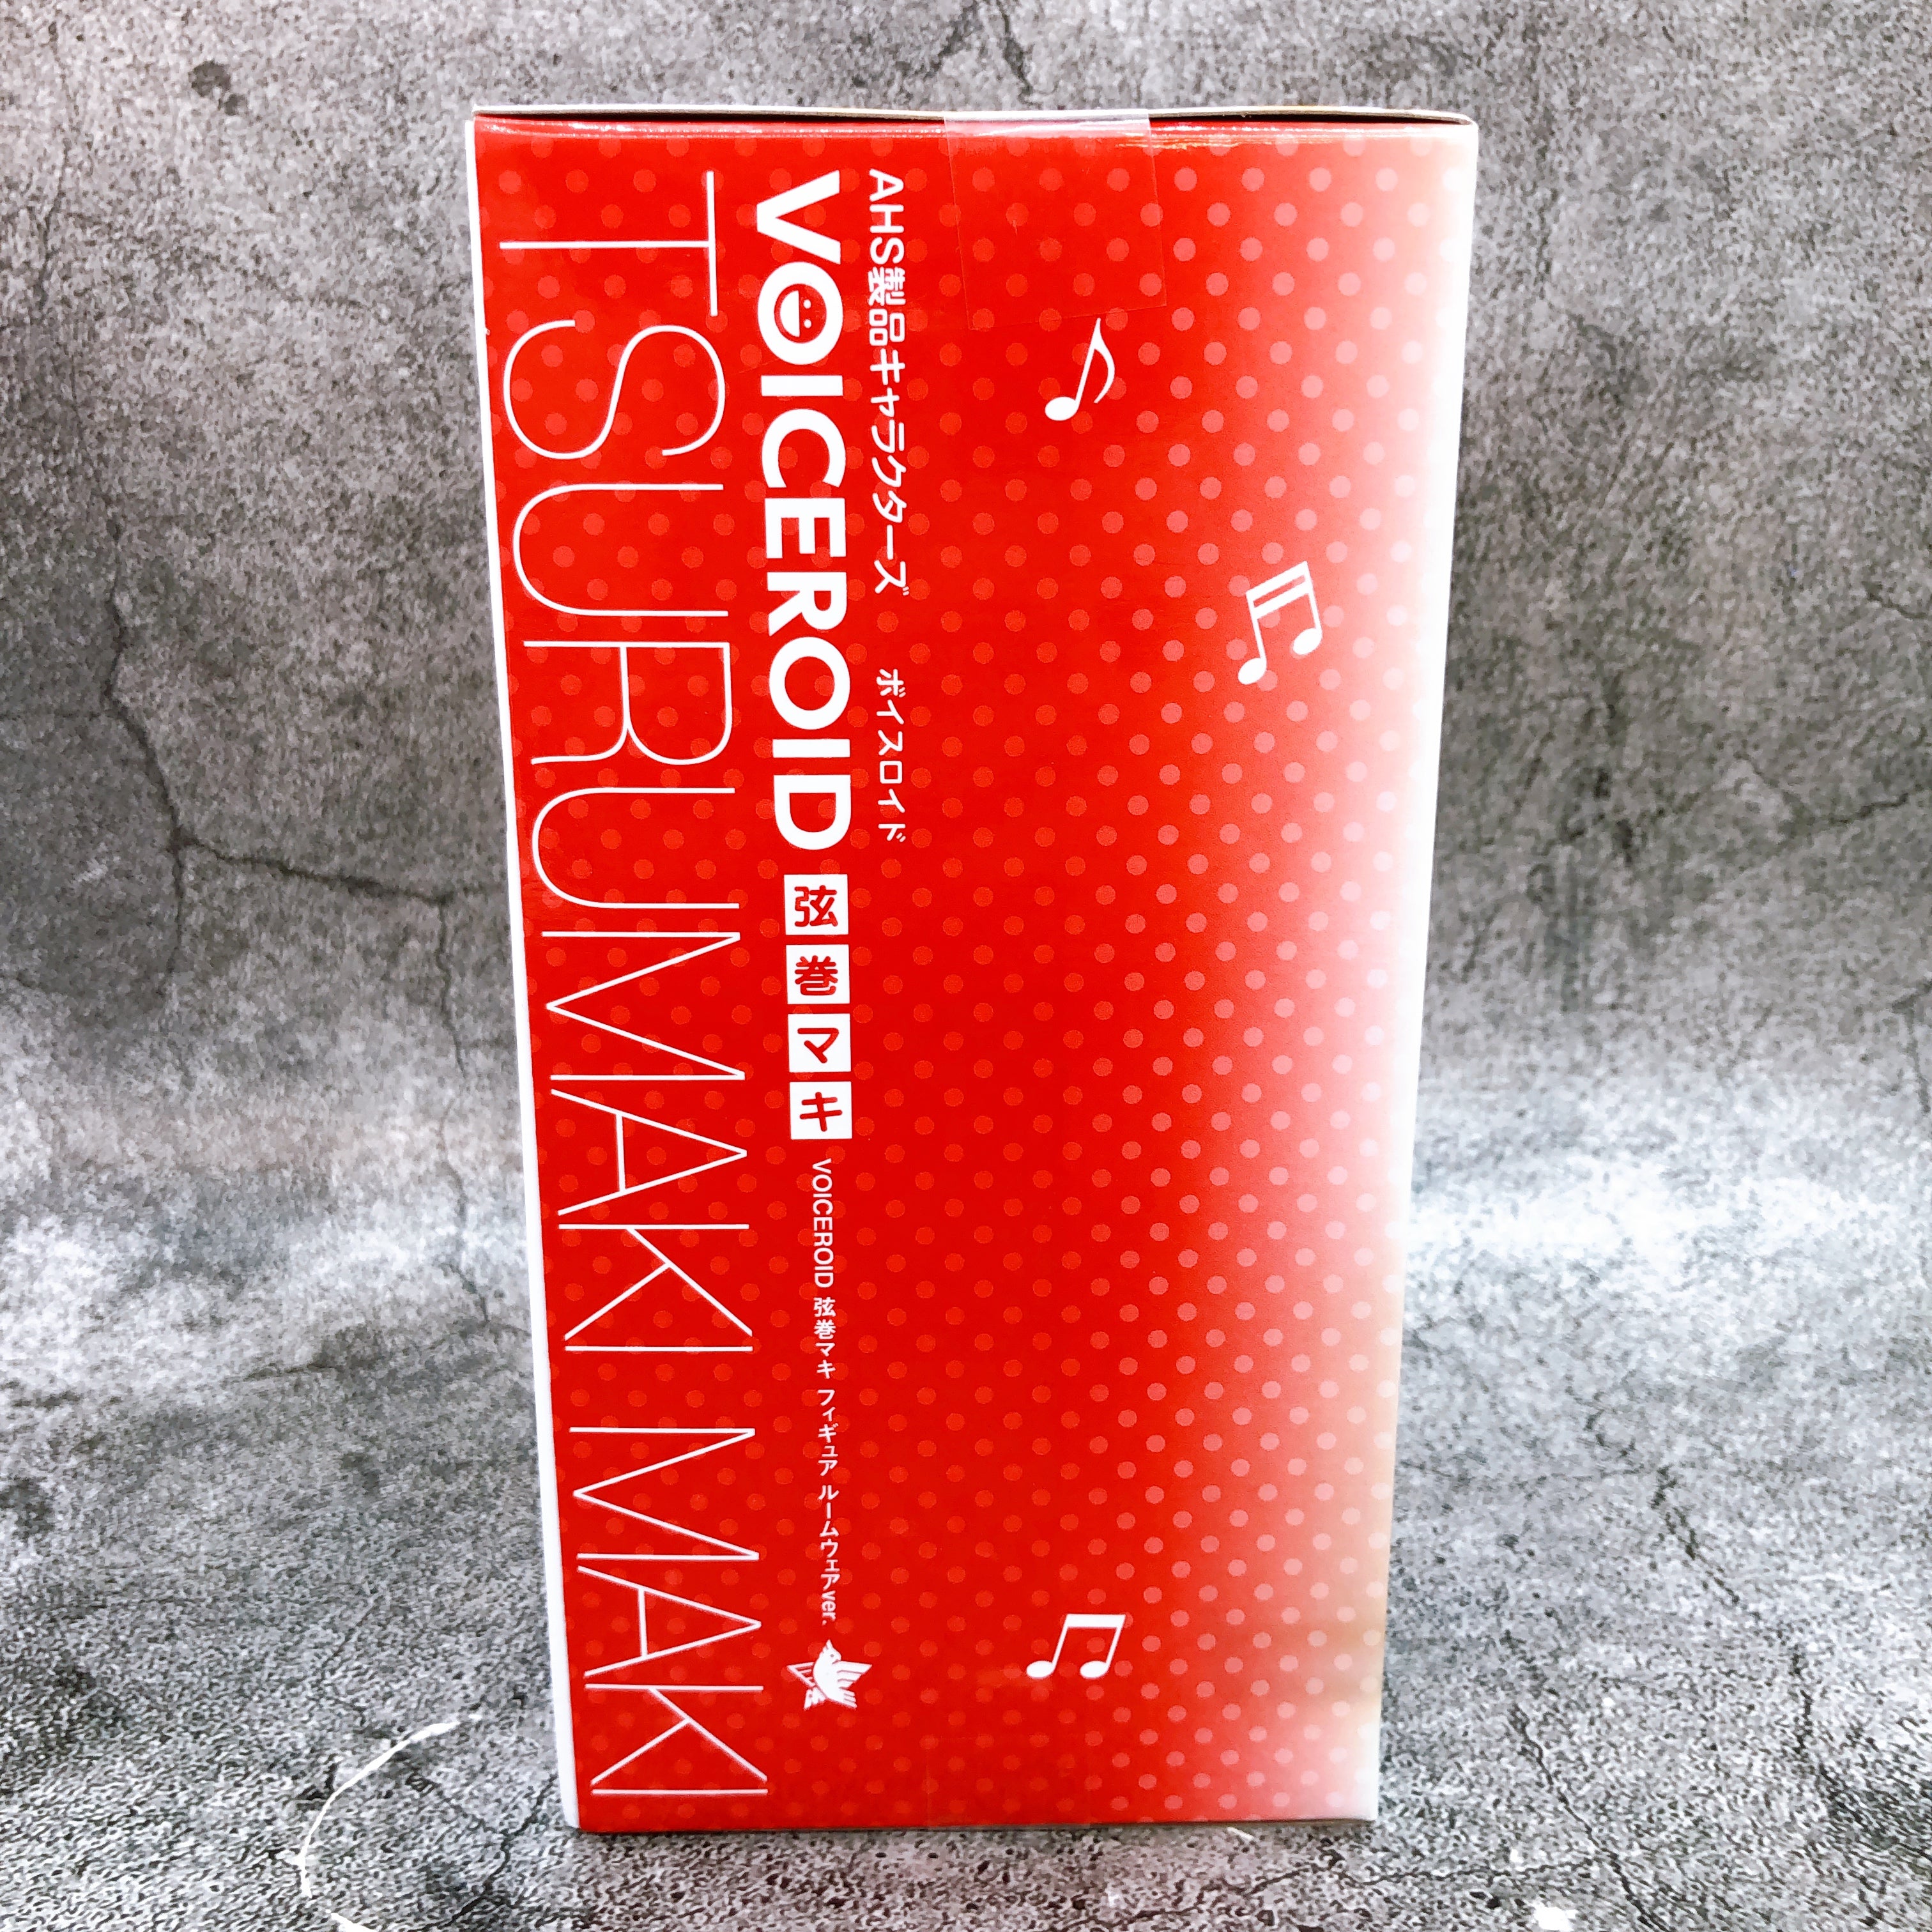 AHS製品キャラクターズ ボイスロイド
VOICEROID 弦巻マキ VOICEROID 弦巻マキ フィギュア ルームウェアver.
TSURUMAKI MAKI